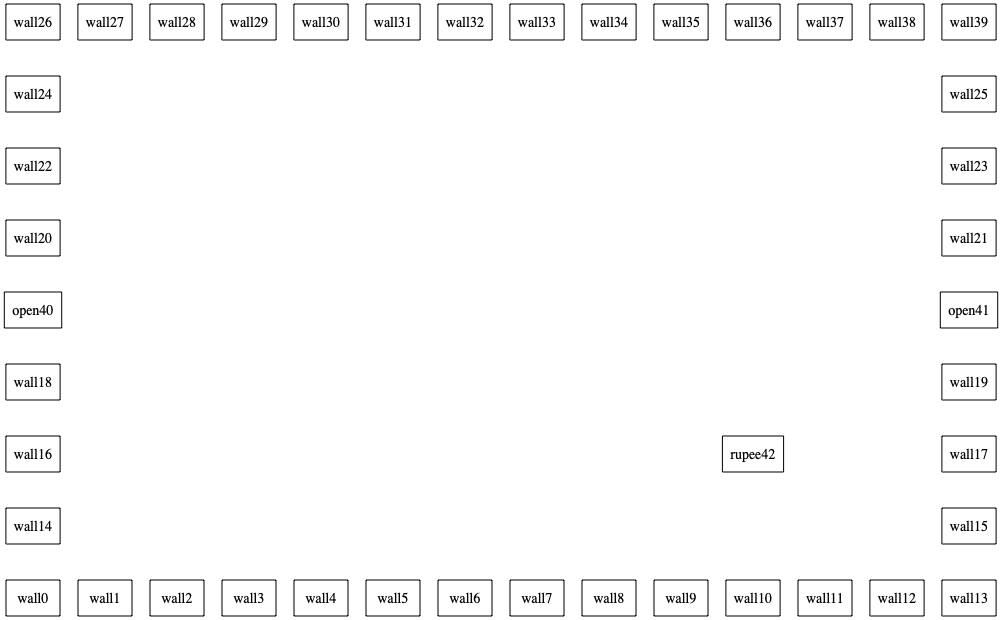 wall26 wall27 wall28 wall29 wall30 wall31 wall32 wall33 wall34 wall35 wall36 wall37 wall38 wall39
wall24 wall25
wall22 wall23
wall20 wall21
open40 open41
wall18 wall19
wall16 rupee42 wall17
wall14 wall15
wall0 wall1 wall2 wall3 wall4 wall5 wall6 wall7 wall8 wall9 wall10 wall11 wall12 wall13